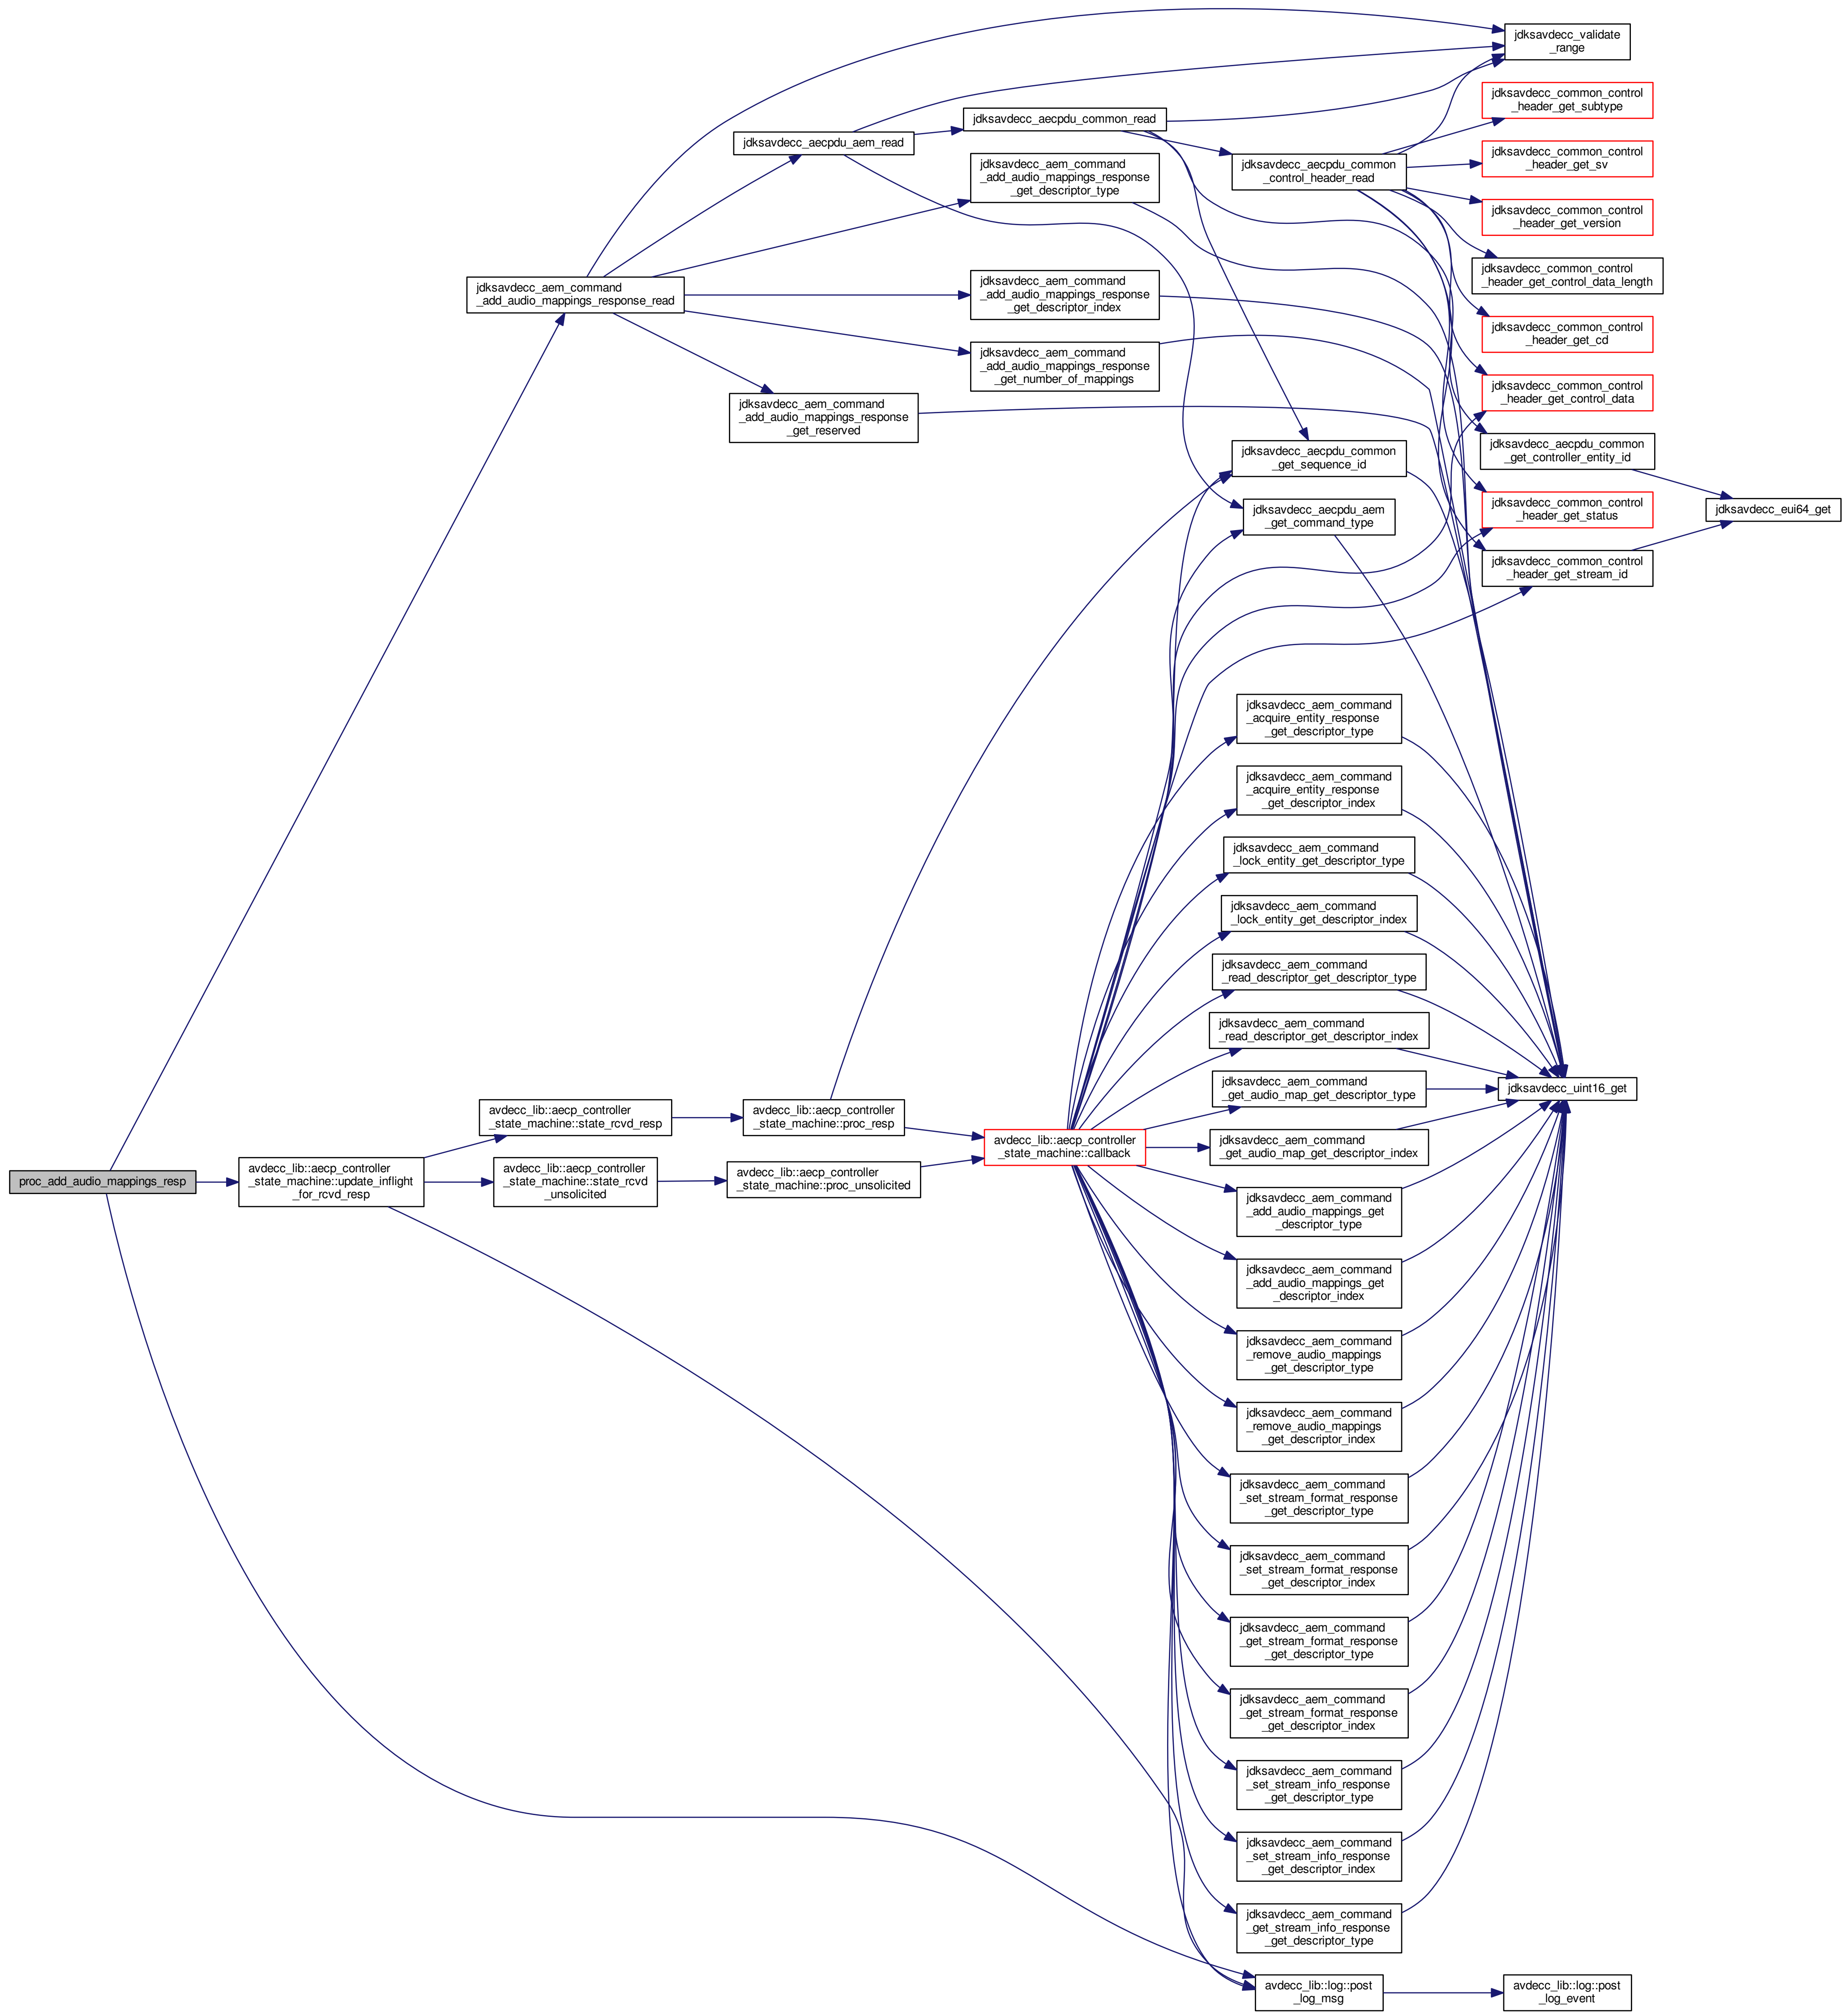 proc_add_audio_mappings_resp
jdksavdecc_aem_command
_add_audio_mappings_response_read
avdecc_lib::aecp_controller
_state_machine::update_inflight
_for_rcvd_resp
avdecc_lib::aecp_controller
_state_machine::state_rcvd_resp
avdecc_lib::aecp_controller
_state_machine::state_rcvd
_unsolicited
jdksavdecc_aecpdu_aem_read
jdksavdecc_aem_command
_add_audio_mappings_response
_get_reserved
avdecc_lib::aecp_controller
_state_machine::proc_resp
avdecc_lib::aecp_controller
_state_machine::proc_unsolicited
jdksavdecc_aecpdu_common_read
jdksavdecc_aem_command
_add_audio_mappings_response
_get_descriptor_type
jdksavdecc_aem_command
_add_audio_mappings_response
_get_descriptor_index
jdksavdecc_aem_command
_add_audio_mappings_response
_get_number_of_mappings
avdecc_lib::aecp_controller
_state_machine::callback
jdksavdecc_aecpdu_common
_control_header_read
jdksavdecc_aecpdu_common
_get_sequence_id
jdksavdecc_aecpdu_aem
_get_command_type
jdksavdecc_aem_command
_acquire_entity_response
_get_descriptor_type
jdksavdecc_aem_command
_acquire_entity_response
_get_descriptor_index
jdksavdecc_aem_command
_lock_entity_get_descriptor_type
jdksavdecc_aem_command
_lock_entity_get_descriptor_index
jdksavdecc_aem_command
_read_descriptor_get_descriptor_type
jdksavdecc_aem_command
_read_descriptor_get_descriptor_index
jdksavdecc_aem_command
_get_audio_map_get_descriptor_type
jdksavdecc_aem_command
_get_audio_map_get_descriptor_index
jdksavdecc_aem_command
_add_audio_mappings_get
_descriptor_type
jdksavdecc_aem_command
_add_audio_mappings_get
_descriptor_index
jdksavdecc_aem_command
_remove_audio_mappings
_get_descriptor_type
jdksavdecc_aem_command
_remove_audio_mappings
_get_descriptor_index
jdksavdecc_aem_command
_set_stream_format_response
_get_descriptor_type
jdksavdecc_aem_command
_set_stream_format_response
_get_descriptor_index
jdksavdecc_aem_command
_get_stream_format_response
_get_descriptor_type
jdksavdecc_aem_command
_get_stream_format_response
_get_descriptor_index
jdksavdecc_aem_command
_set_stream_info_response
_get_descriptor_type
jdksavdecc_aem_command
_set_stream_info_response
_get_descriptor_index
jdksavdecc_aem_command
_get_stream_info_response
_get_descriptor_type
avdecc_lib::log::post
_log_msg
jdksavdecc_validate
_range
jdksavdecc_common_control
_header_get_subtype
jdksavdecc_common_control
_header_get_sv
jdksavdecc_common_control
_header_get_version
jdksavdecc_common_control
_header_get_control_data_length
jdksavdecc_common_control
_header_get_cd
jdksavdecc_common_control
_header_get_control_data
jdksavdecc_aecpdu_common
_get_controller_entity_id
jdksavdecc_common_control
_header_get_status
jdksavdecc_common_control
_header_get_stream_id
jdksavdecc_uint16_get
avdecc_lib::log::post
_log_event
jdksavdecc_eui64_get